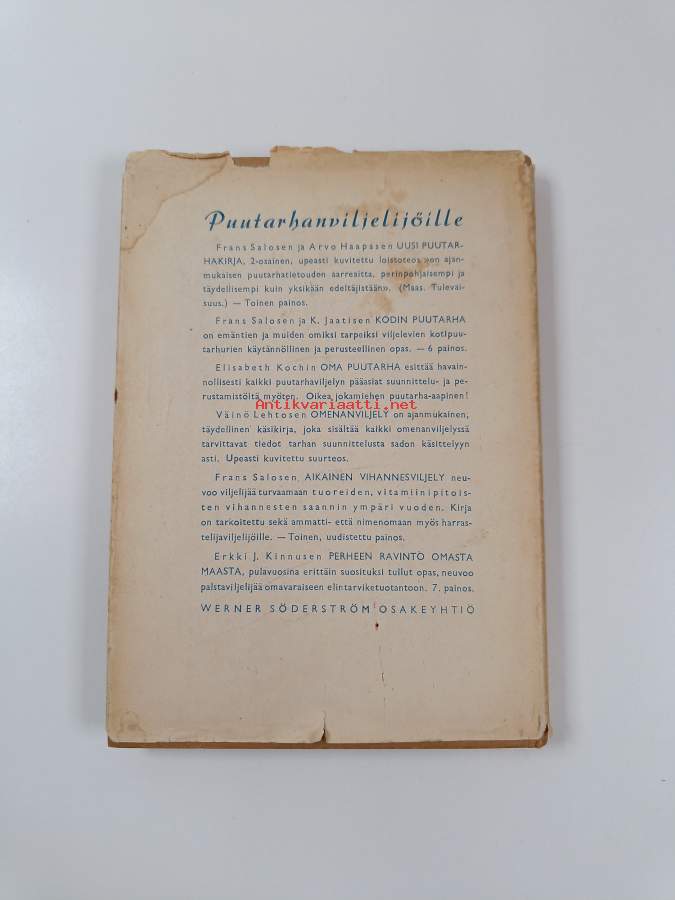 Puutarhanviljelijöille
Frans Salosen ja Arvo Haapasen UUSI PUUTAR-
HAKIRJA, 2-osainen, upeasti kuvitettu loistoteos »on ajan-
mukaisen puutarhatietouden aarreaitta, perinpohjaisempi ja
täydellisempi kuin yksikään edeltäjistään». (Maas. Tulevai-
suus.) — Toinen painos.
Frans Salosen ja K. Jaatisen KODIN PUUTARHA
on emäntien ja muiden omiksi tarpeiksi viljelevien kotipuu-
tarhurien käytännöllinen ja perusteellinen opas. — 6 painos.
Elisabeth Kochin OMA PUUTARHA esittää havain-
nollisesti kaikki puutarhaviljelyn pääasiat suunnittelu- ja pe-
rustamistöitä myöten. Oikea jokamiehen puutarha-aapinen!
Antikvariaatti.net
Väinö Lehtosen OMENANVILJELY on ajanmukainen,
täydellinen käsikirja, joka sisältää kaikki omenanviljelyssä
tarvittavat tiedot tarhan suunnittelusta sadon käsittelyyn
asti. Upeasti kuvitettu suurteos.
Frans Salosen AIKAINEN VIHANNESVILJELY neu-
voo viljelijää turvaamaan tuoreiden, vitamiinipitois-
ten vihannesten saannin ympäri vuoden. Kirja
on tarkoitettu sekä ammatti- että nimenomaan myös harras-
telijaviljelijöille. — Toinen, uudistettu painos.
Erkki J. Kinnusen PERHEEN RAVINTO OMASTA
MAASTA, pulavuosina erittäin suosituksi tullut opas, neuvoo
palstaviljelijää omavaraiseen elintarviketuotantoon. 7. painos.
WERNER SÖDERSTRÖM OSAKEYHTIÖ